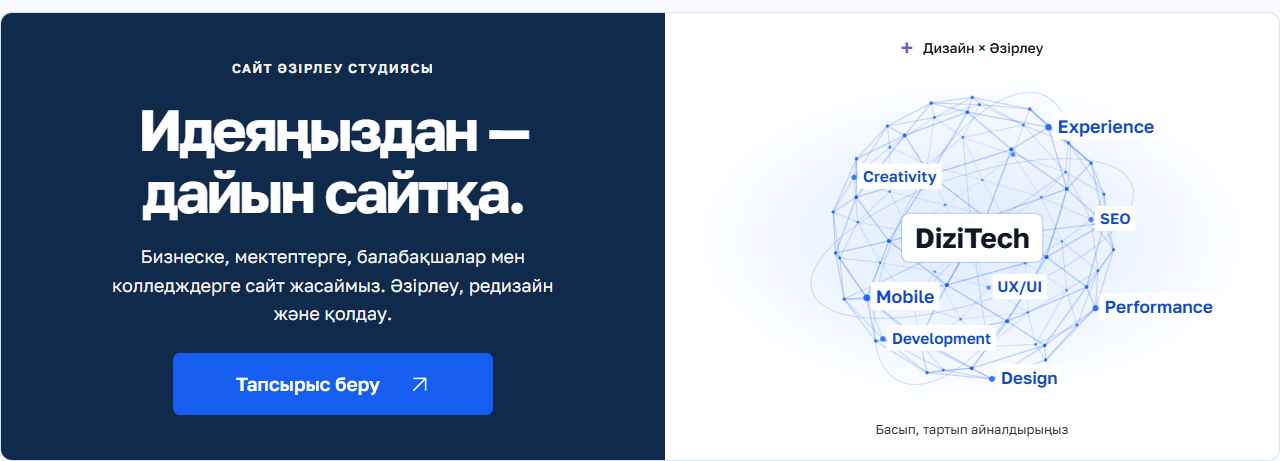 САЙТ ӘЗІРЛЕУ СТУДИЯСЫ
Идеяңыздан —
дайын сайтқа.
Бизнеске, мектептерге, балабақшалар мен
колледждерге сайт жасаймыз. Әзірлеу, редизайн
және қолдау.
Тапсырыс беру
Дизайн × Әзірлеу
Experience
Creativity
SEO
DiziTech
UX/UI
Mobile
Performance
Development
Design
Басып, тартып айналдырыңыз